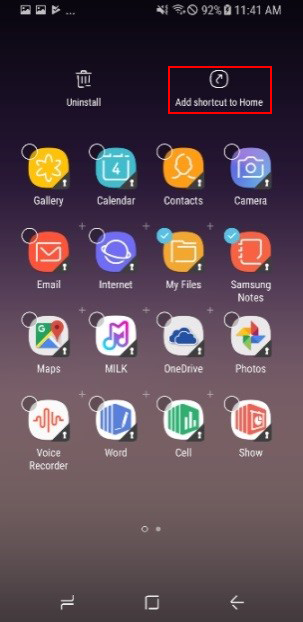 ... 92% 11:41 AM
Uninstall Add shortcut to Home
4
Gallery Calendar Contacts Camera
Email Internet My Files Samsung
Notes
Maps MILK OneDrive Photos
Voice Word Cell Show
Recorder